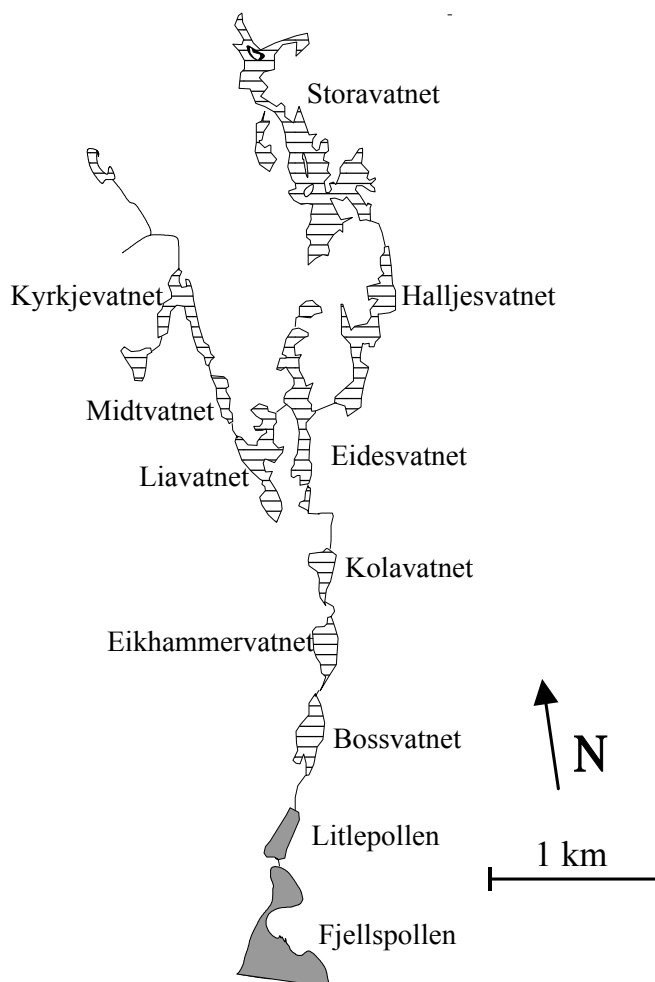 Storavatnet
Kyrkjevatnet
Halljesvatnet
Midtvatnet
Eidesvatnet
Liavatnet
Kolavatnet
Eikhammervatnet
Bossvatnet
N
Litlepollen
1 km
Fjellspollen